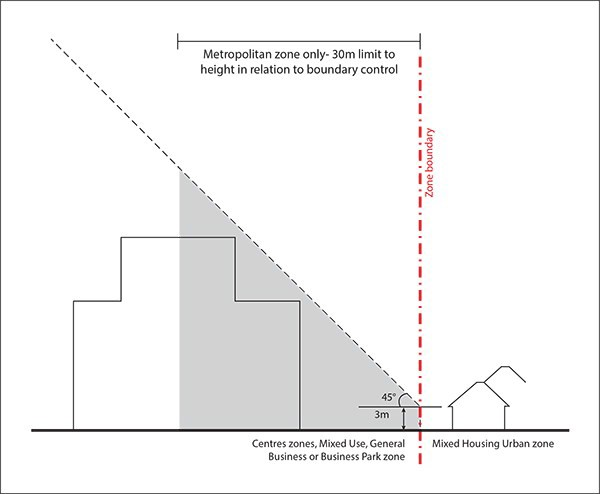 Metropolitan zone only- 30m limit to
height in relation to boundary control
Zone boundary
45°
3m
Centres zones, Mixed Use, General
Business or Business Park zone
Mixed Housing Urban zone